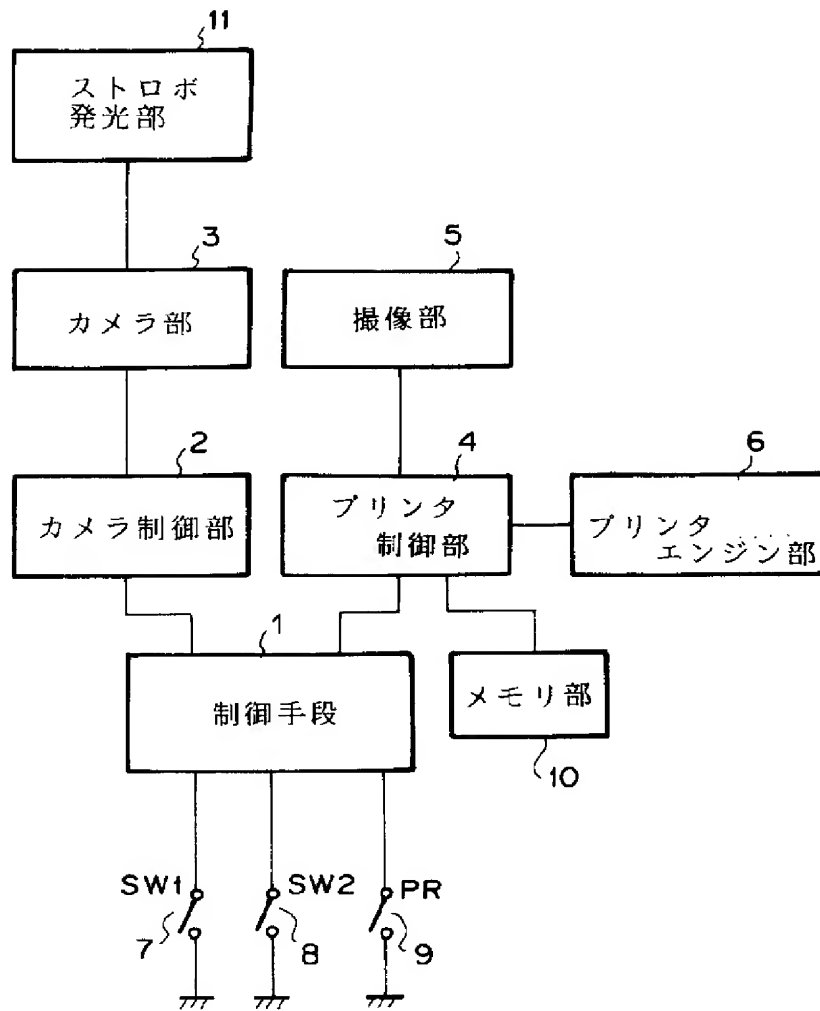 11
ストロボ
発光部
3
カメラ部
5
撮像部
2
カメラ制御部
4
プリンタ
制御部
6
プリンタ
エンジン部
1
制御手段
メモリ部
10
SW1
7
SW2
8
PR
9